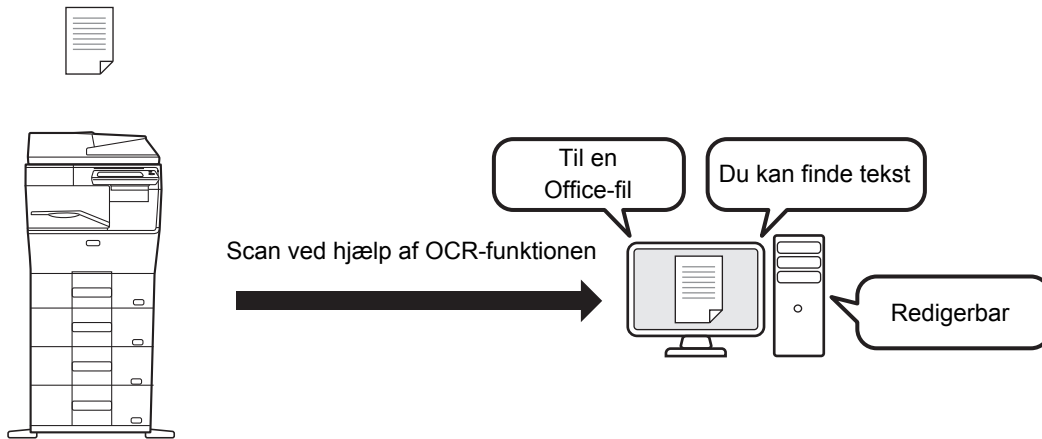 Til en
Office-fil
Du kan finde tekst
Scan ved hjælp af OCR-funktionen
Redigerbar